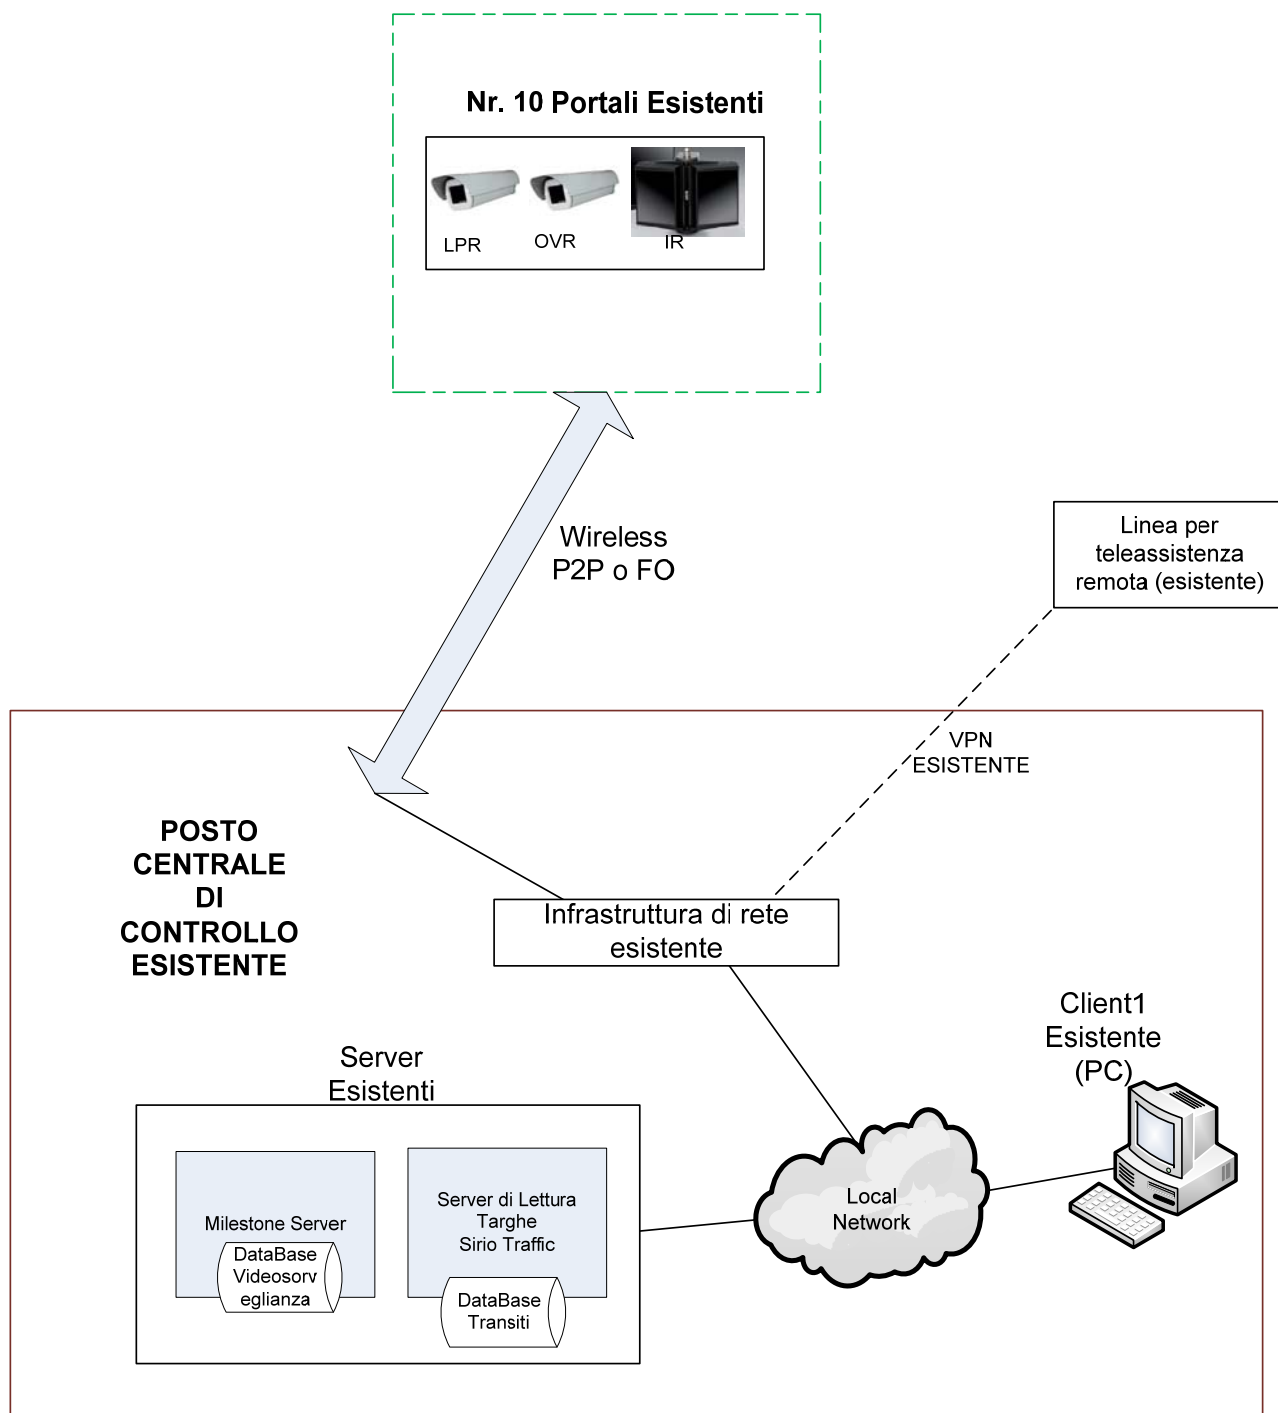 Nr. 10 Portali Esistenti
LPR
OVR
IR
Wireless
P2P o FO
Linea per
teleassistenza
remota (esistente)
VPN
ESISTENTE
POSTO
CENTRALE
DI
CONTROLLO
ESISTENTE
Infrastruttura di rete
esistente
Client1
Esistente
(PC)
Server
Esistenti
Milestone Server
DataBase
Videosorv
eglianza
Server di Lettura
Targhe
Sirio Traffic
DataBase
Transiti
Local
Network